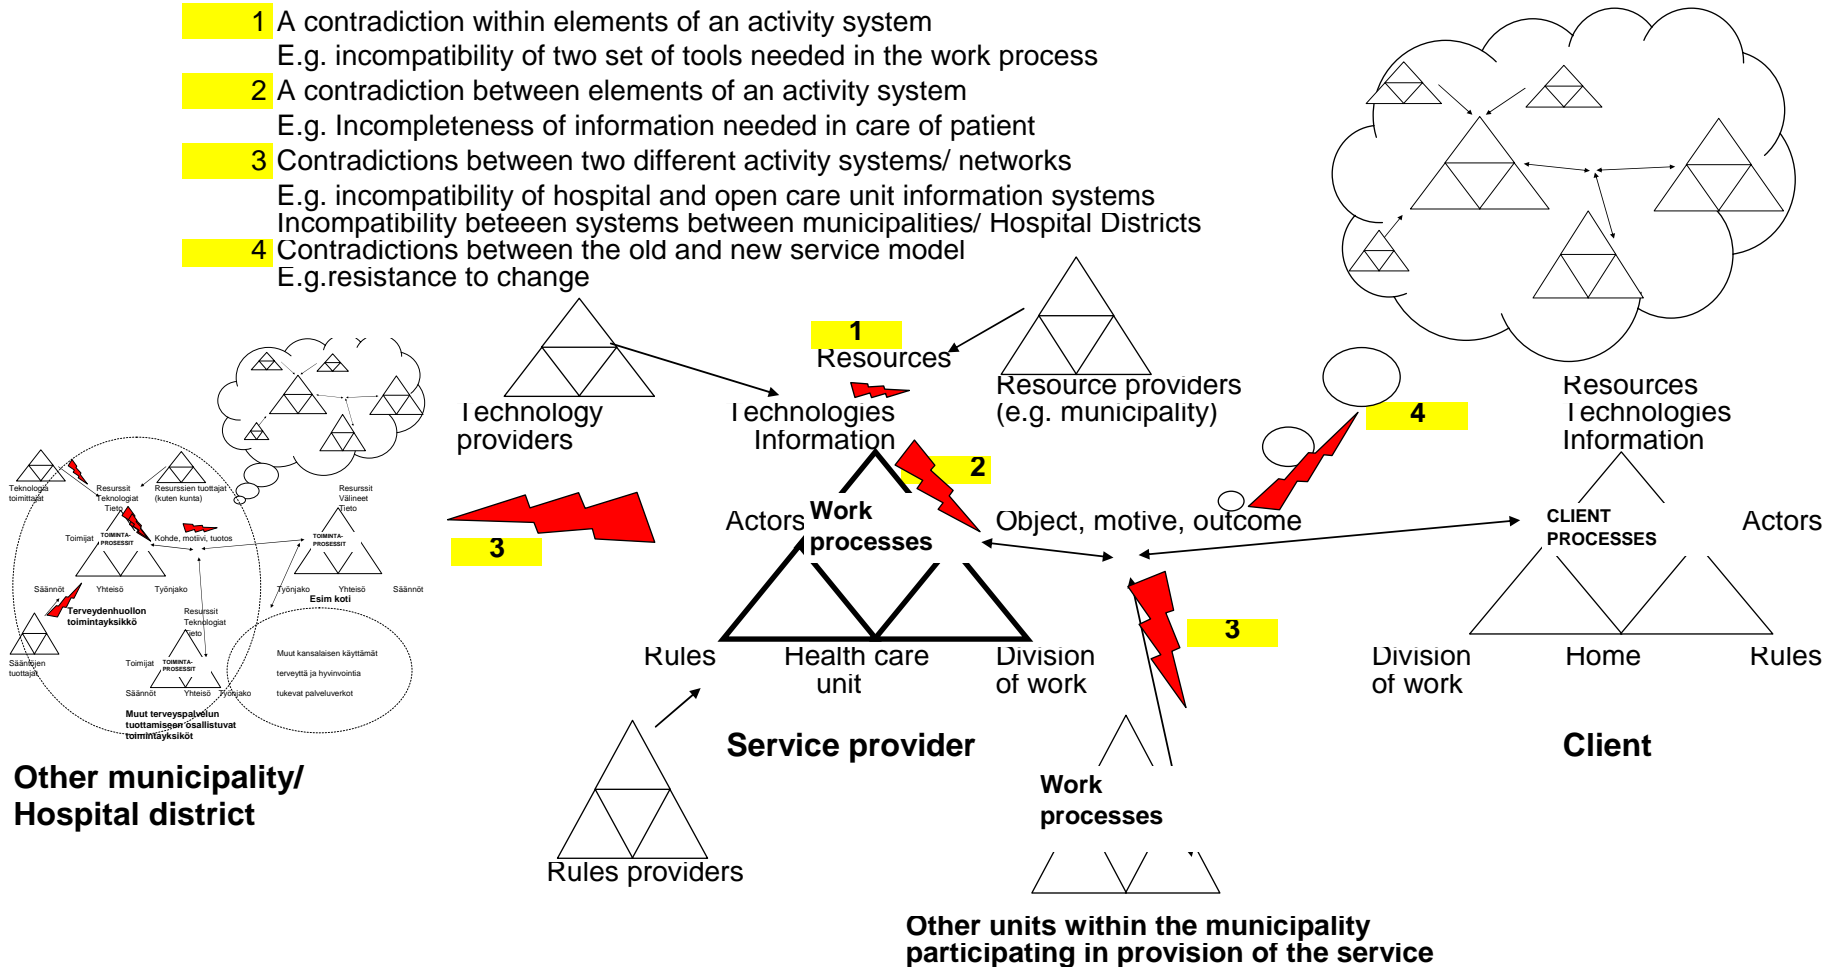 1 A contradiction within elements of an activity system
E.g. incompatibility of two set of tools needed in the work process
2 A contradiction between elements of an activity system
E.g. Incompleteness of information needed in care of patient
3 Contradictions between two different activity systems/ networks
E.g. incompatibility of hospital and open care unit information systems
Incompatibility beteeen systems between municipalities/ Hospital Districts
4 Contradictions between the old and new service model
E.g.resistance to change
1
Resources
Technology
providers
Technologies
Information
Resource providers
(e.g. municipality)
4
Resources
Technologies
Information
2
3
Actors
Work
processes
Object, motive, outcome
CLIENT
PROCESSES
Actors
3
Rules
Health care
unit
Division
of work
Division
of work
Home
Rules
Service provider
Client
Rules providers
Work
processes
Other units within the municipality
participating in provision of the service
Teknologia
toimittajat
Resurssit
Teknologiat
Tieto
Resurssien tuottajat
(kuten kunta)
Resurssit
Välineet
Tieto
Toimijat
TOIMINTA-
PROSESSIT
Kohde, motiivi, tuotos
TOIMINTA-
PROSESSIT
Säännöt
Yhteisö
Työnjako
Työnjako
Yhteisö
Säännöt
Esim koti
Terveydenhuollon
toimintayksikkö
Resurssit
Teknologiat
Tieto
Sääntöjen
tuottajat
Toimijat
TOIMINTA-
PROSESSIT
Säännöt
Yhteisö
Työnjako
Muut kansalaisen käyttämät
terveyttä ja hyvinvointia
tukevat palveluverkot
Muut terveyspalvelun
tuottamiseen osallistuvat
toimintayksiköt
Other municipality/
Hospital district